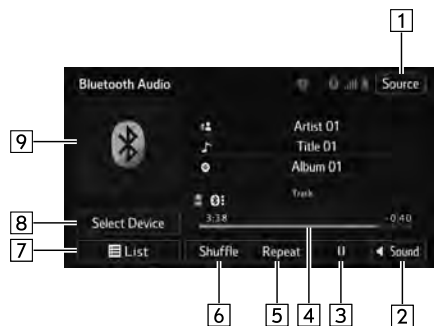 1
Bluetooth Audio
Source
9
Artist 01
Title 01
Album 01
Track
8
Select Device
3:38
-0:40
7
List
Shuffle
Repeat
Sound
6
5
4
3
2